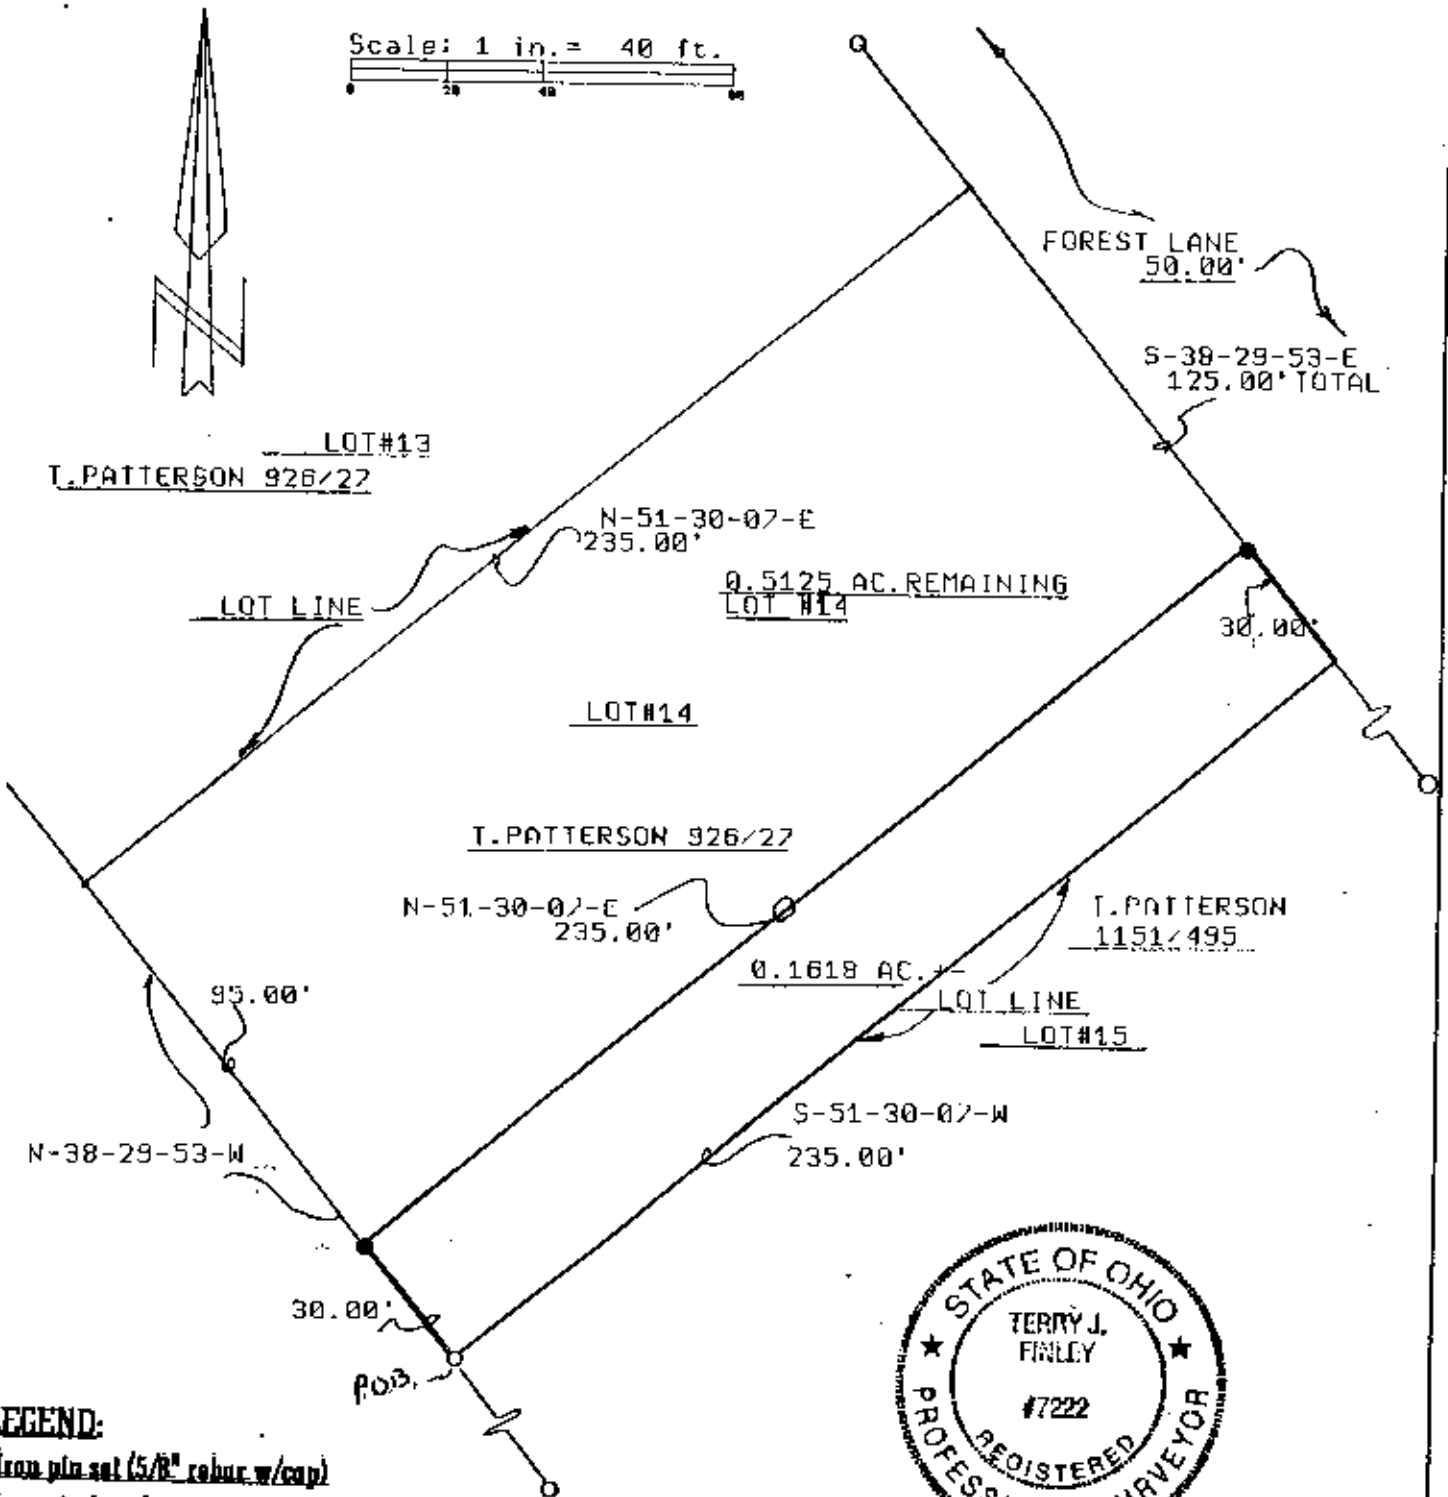 Scale: 1 in.= 40 ft.
0 20 40 80
FOREST LANE
50.00'
S-38-29-53-E
125.00' TOTAL
LOT#13
T.PATTERSON 926/27
N-51-30-07-E
235.00'
LOT LINE
0.5125 AC.REMAINING
LOT #14
30.00'
LOT#14
T.PATTERSON 926/27
N-51-30-07-E
235.00'
T.PATTERSON
1151/495
0.1618 AC.+-
LOT LINE
LOT#15
95.00'
S-51-30-07-W
235.00'
N-38-29-53-W
30.00'
P.O.B.
STATE OF OHIO
TERRY J.
FINLEY
#7222
REGISTERED
LEGEND:
Iron pin set (5/8" rebar w/cap)